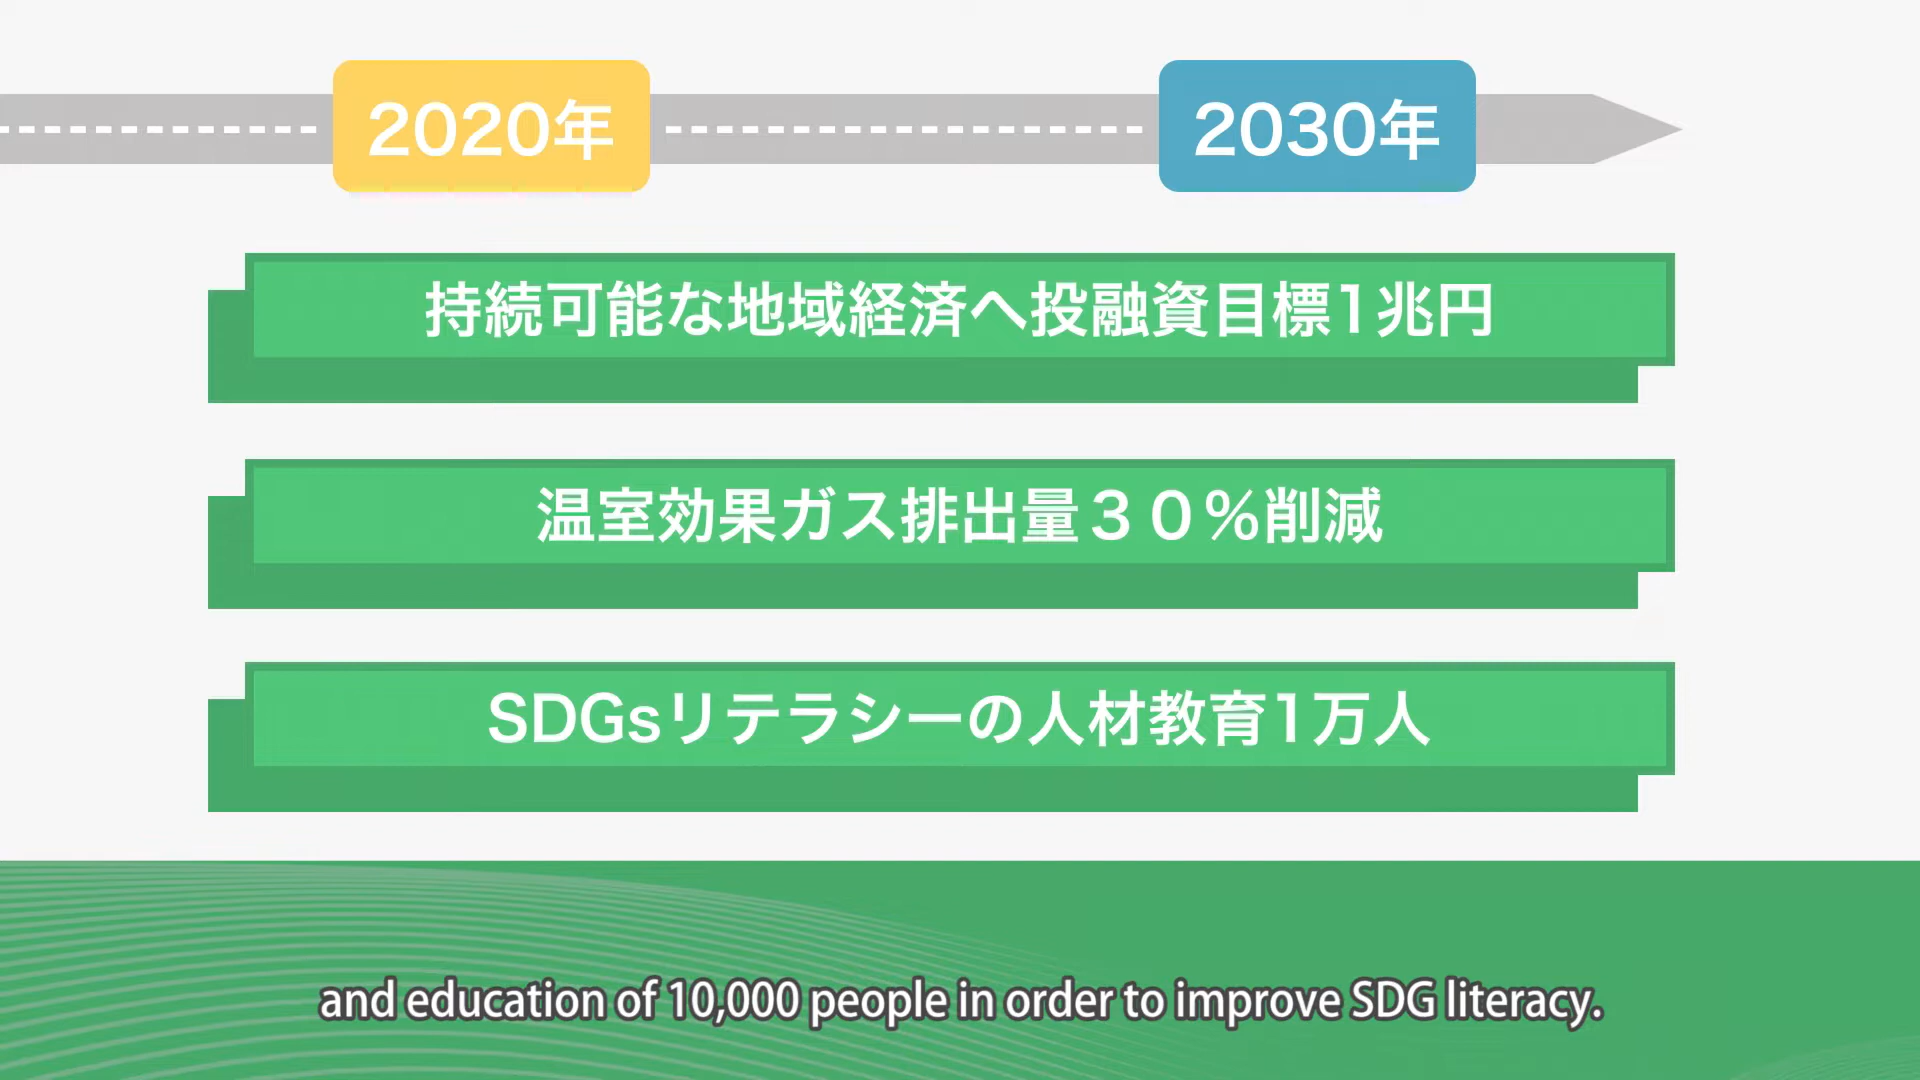 2020年
2030年
持続可能な地域経済へ投融資目標1兆円
温室効果ガス排出量３０％削減
SDGsリテラシーの人材教育1万人
and education of 10,000 people in order to improve SDG literacy.